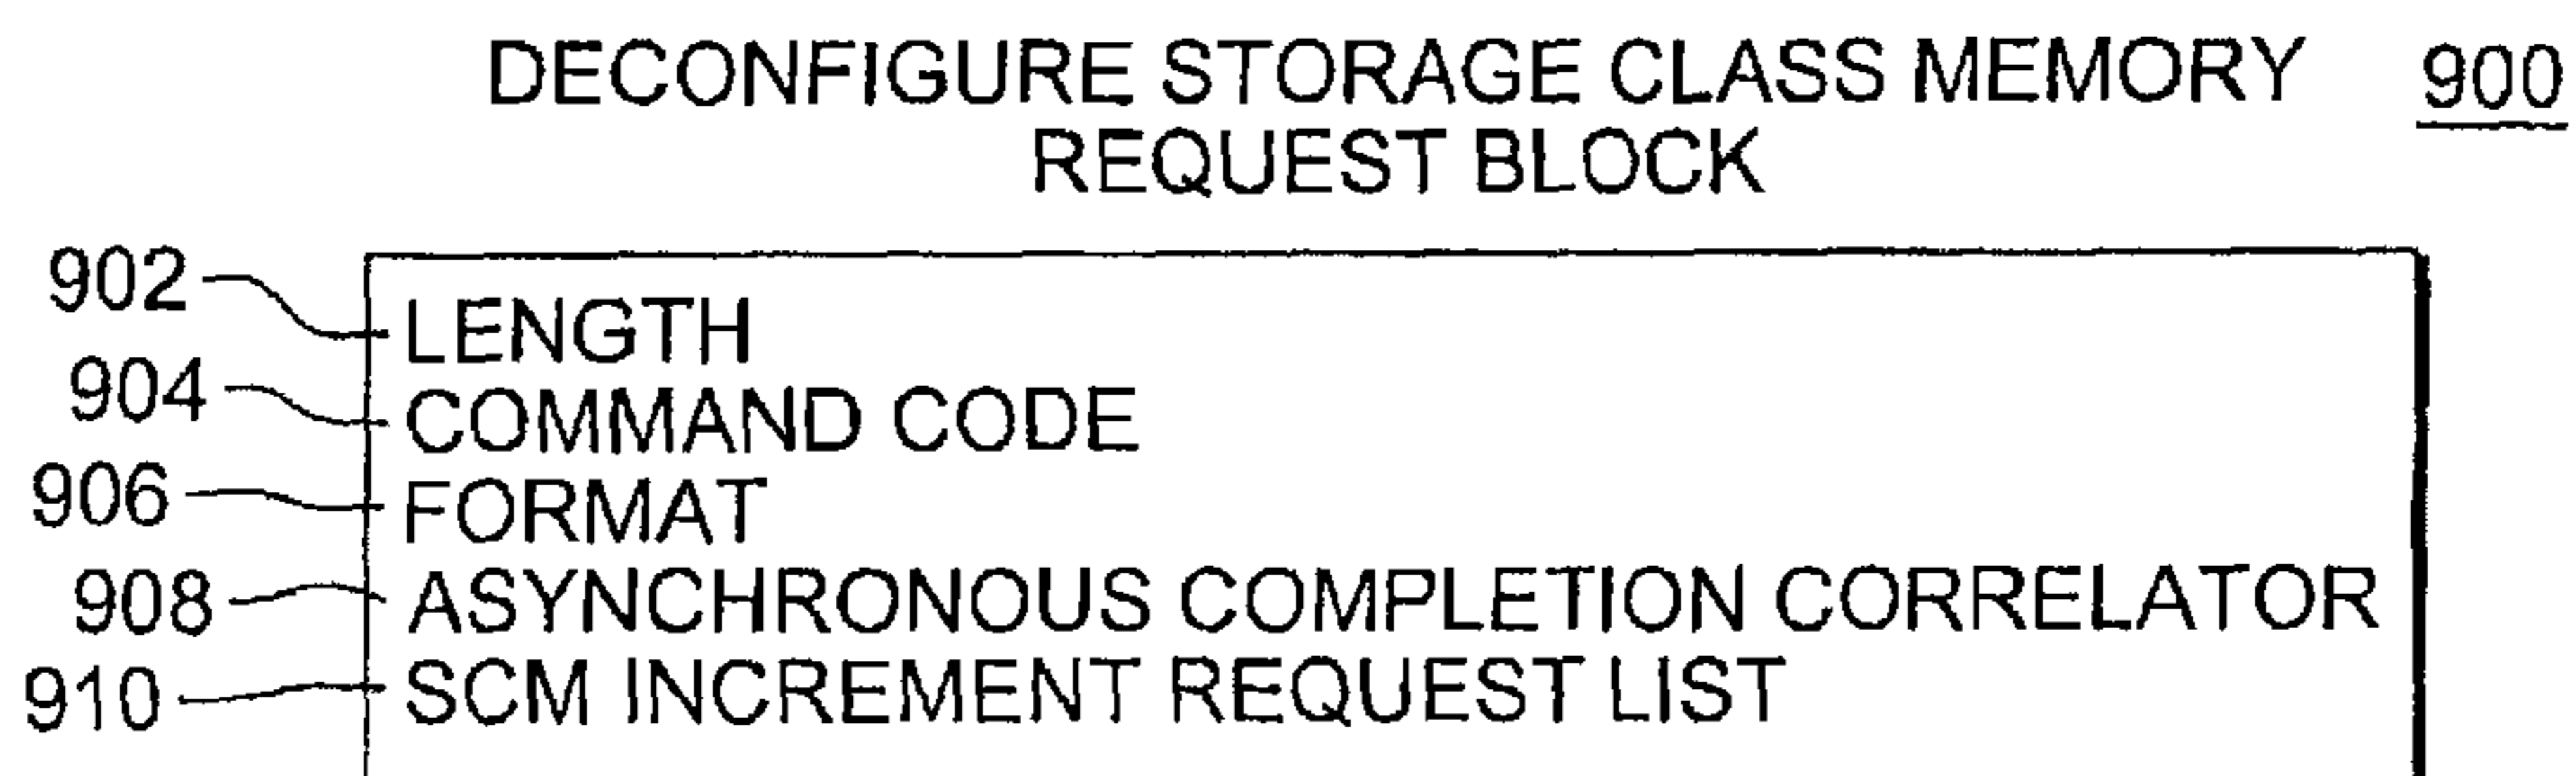 DECONFIGURE STORAGE CLASS MEMORY 900
REQUEST BLOCK
902 LENGTH
904 COMMAND CODE
906 FORMAT
908 ASYNCHRONOUS COMPLETION CORRELATOR
910 SCM INCREMENT REQUEST LIST